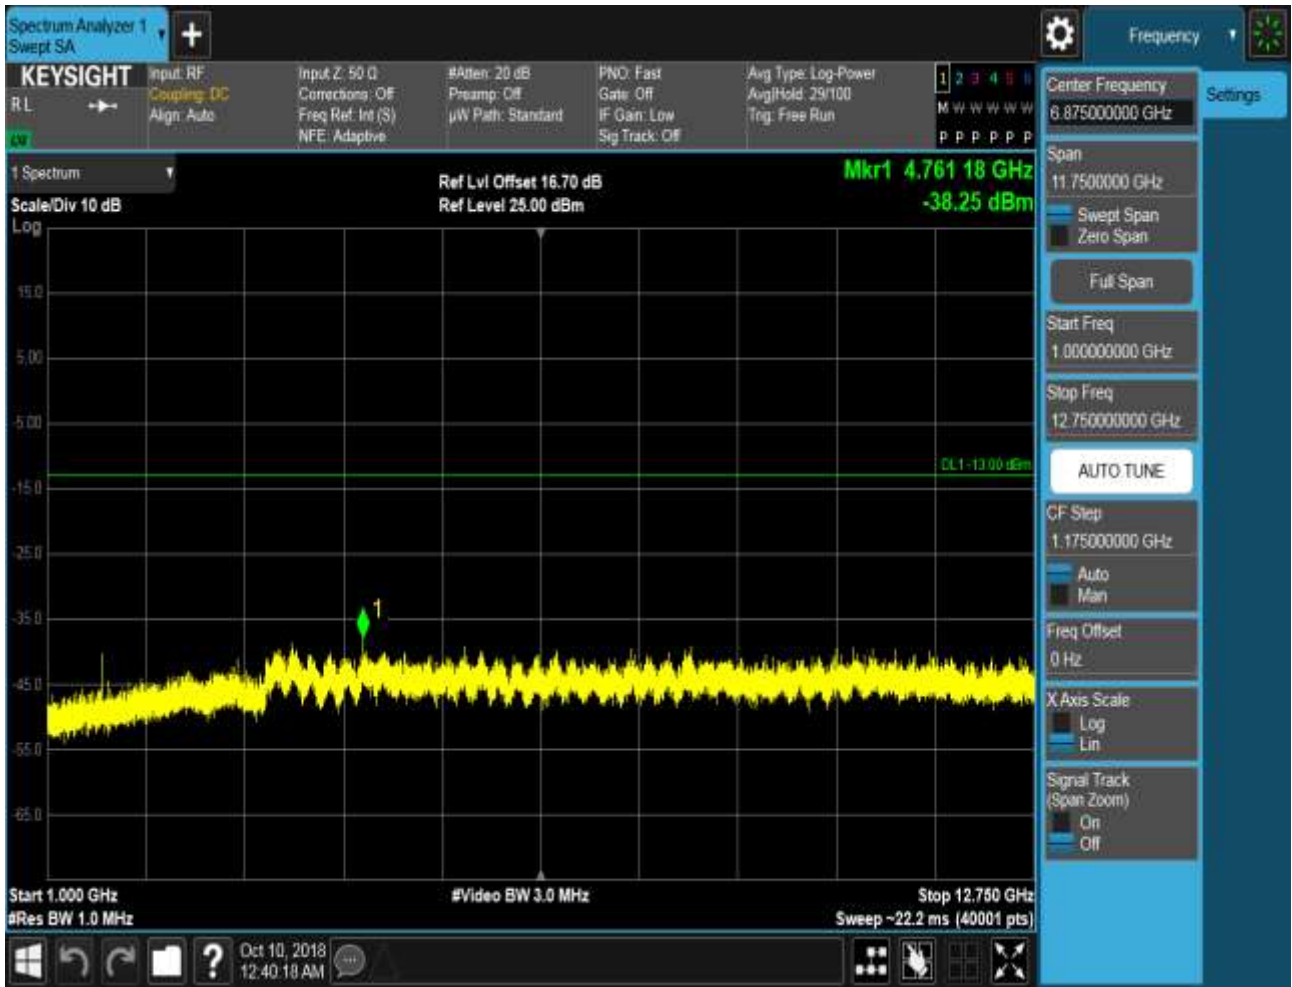 Spectrum Analyzer 1
Swept SA
+
Frequency
KEYSIGHT
RL
Input: RF
Coupling: DC
Align: Auto
Input Z: 50 Ω
Corrections: Off
Freq Ref: Int (S)
NFE: Adaptive
#Atten: 20 dB
Preamp: Off
µW Path: Standard
PNO: Fast
Gate: Off
IF Gain: Low
Sig Track: Off
Avg Type: Log-Power
Avg|Hold: 29/100
Trig: Free Run
1 2 3 4 5 6
M W W W W W
P P P P P P
1 Spectrum
Scale/Div 10 dB
Log
Ref Lvl Offset 16.70 dB
Ref Level 25.00 dBm
Mkr1 4.761 18 GHz
-38.25 dBm
15.0
5.00
-5.00
DL1 -13.00 dBm
-15.0
-25.0
1
-35.0
-45.0
-55.0
-65.0
Start 1.000 GHz
#Res BW 1.0 MHz
#Video BW 3.0 MHz
Stop 12.750 GHz
Sweep ~22.2 ms (40001 pts)
Center Frequency
6.875000000 GHz
Settings
Span
11.7500000 GHz
Swept Span
Zero Span
Full Span
Start Freq
1.000000000 GHz
Stop Freq
12.750000000 GHz
AUTO TUNE
CF Step
1.175000000 GHz
Auto
Man
Freq Offset
0 Hz
X Axis Scale
Log
Lin
Signal Track
(Span Zoom)
On
Off
?
Oct 10, 2018
12:40:18 AM